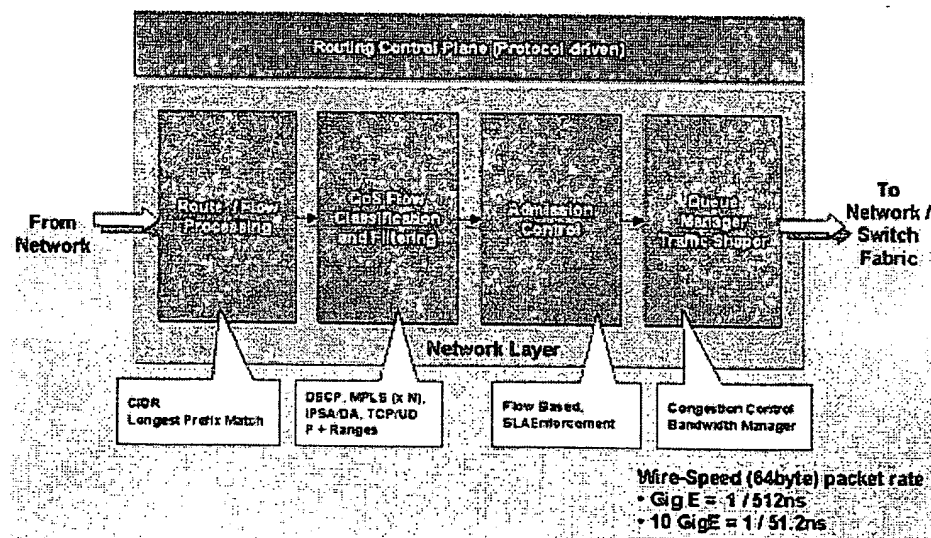 Routing Control Plane (Protocol driven)
From
Network
Route / Flow
Processing
CoS Flow
Classification
and Filtering
Admission
Control
Queue
Manager
Traffic Shaper
To
Network /
Switch
Fabric
Network Layer
CIDR
Longest Prefix Match
DSCP, MPLS (x N),
IPSA/DA, TCP/UD
P + Ranges
Flow Based,
SLAEnforcement
Congestion Control
Bandwidth Manager
Wire-Speed (64byte) packet rate
• Gig E = 1 / 512ns
• 10 GigE = 1 / 51.2ns